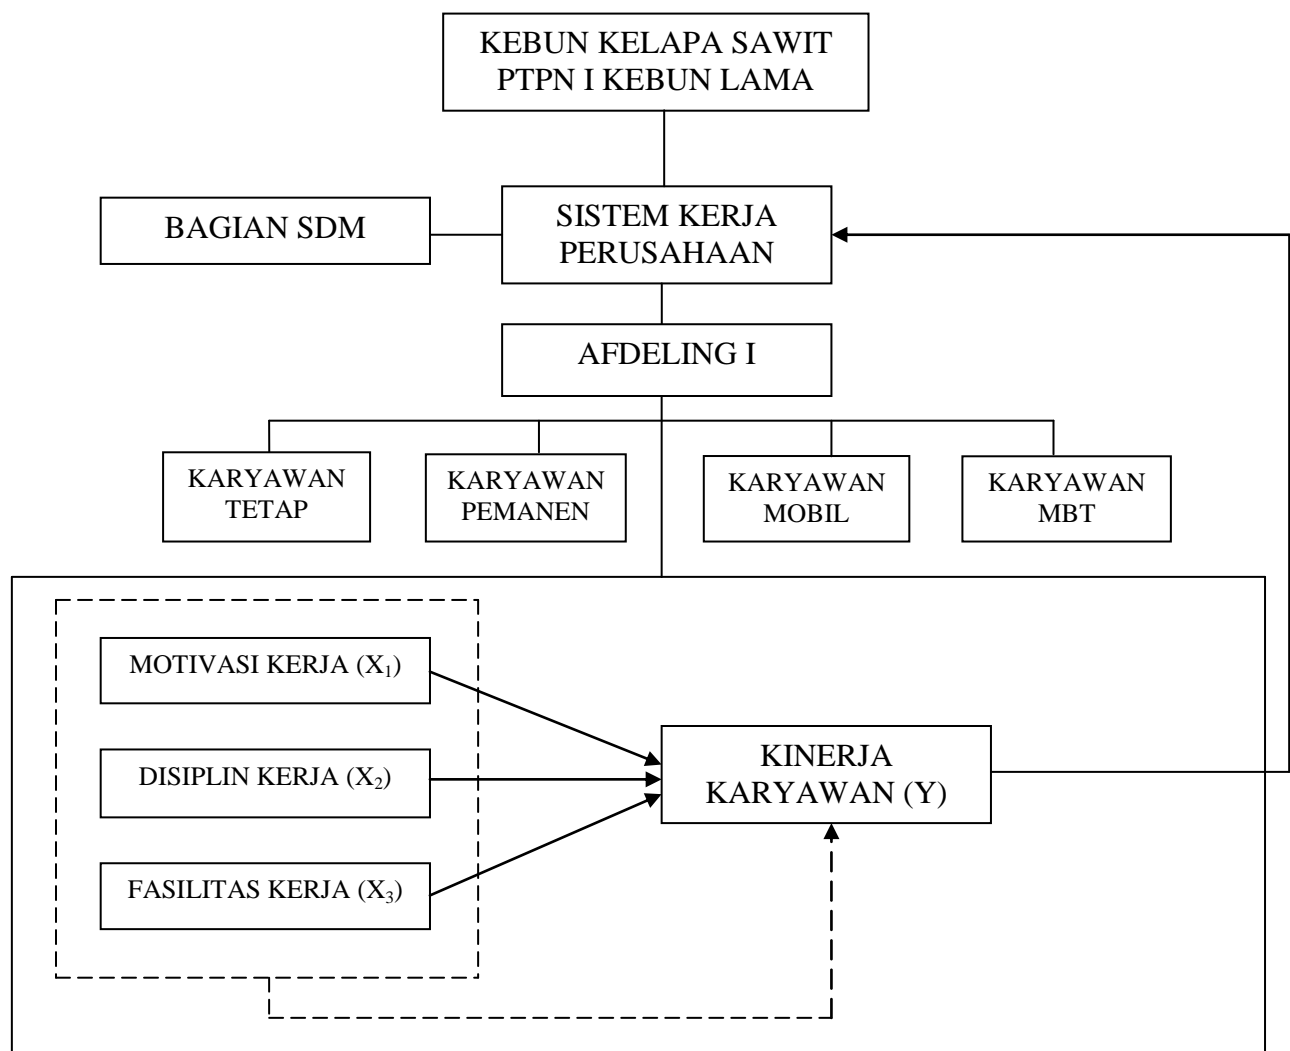 KEBUN KELAPA SAWIT
PTPN I KEBUN LAMA
BAGIAN SDM
SISTEM KERJA
PERUSAHAAN
AFDELING I
KARYAWAN
TETAP
KARYAWAN
PEMANEN
KARYAWAN
MOBIL
KARYAWAN
MBT
MOTIVASI KERJA (X₁)
DISIPLIN KERJA (X₂)
FASILITAS KERJA (X₃)
KINERJA
KARYAWAN (Y)